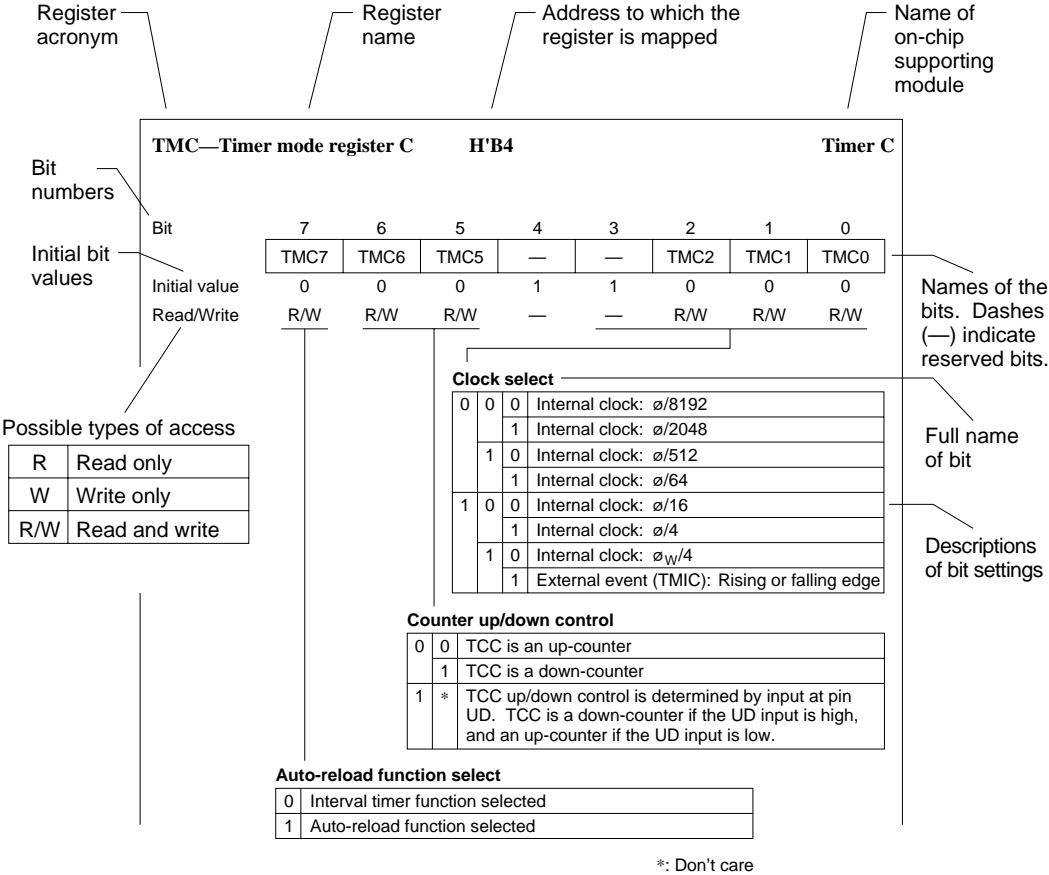 Register
acronym
Register
name
Address to which the
register is mapped
Name of
on-chip
supporting
module
TMC—Timer mode register C H'B4 Timer C
Bit
numbers
Bit 7 6 5 4 3 2 1 0
Initial bit
values
TMC7 TMC6 TMC5 — — TMC2 TMC1 TMC0
Initial value 0 0 0 1 1 0 0 0
Read/Write R/W R/W R/W — — R/W R/W R/W
Names of the
bits. Dashes
(—) indicate
reserved bits.
Possible types of access
R Read only
W Write only
R/W Read and write
Clock select
0 0 0 Internal clock: ø/8192
1 Internal clock: ø/2048
1 0 Internal clock: ø/512
1 Internal clock: ø/64
1 0 0 Internal clock: ø/16
1 Internal clock: ø/4
1 0 Internal clock: øW/4
1 External event (TMIC): Rising or falling edge
Full name
of bit
Descriptions
of bit settings
Counter up/down control
0 0 TCC is an up-counter
1 TCC is a down-counter
1 * TCC up/down control is determined by input at pin
UD. TCC is a down-counter if the UD input is high,
and an up-counter if the UD input is low.
Auto-reload function select
0 Interval timer function selected
1 Auto-reload function selected
*: Don't care